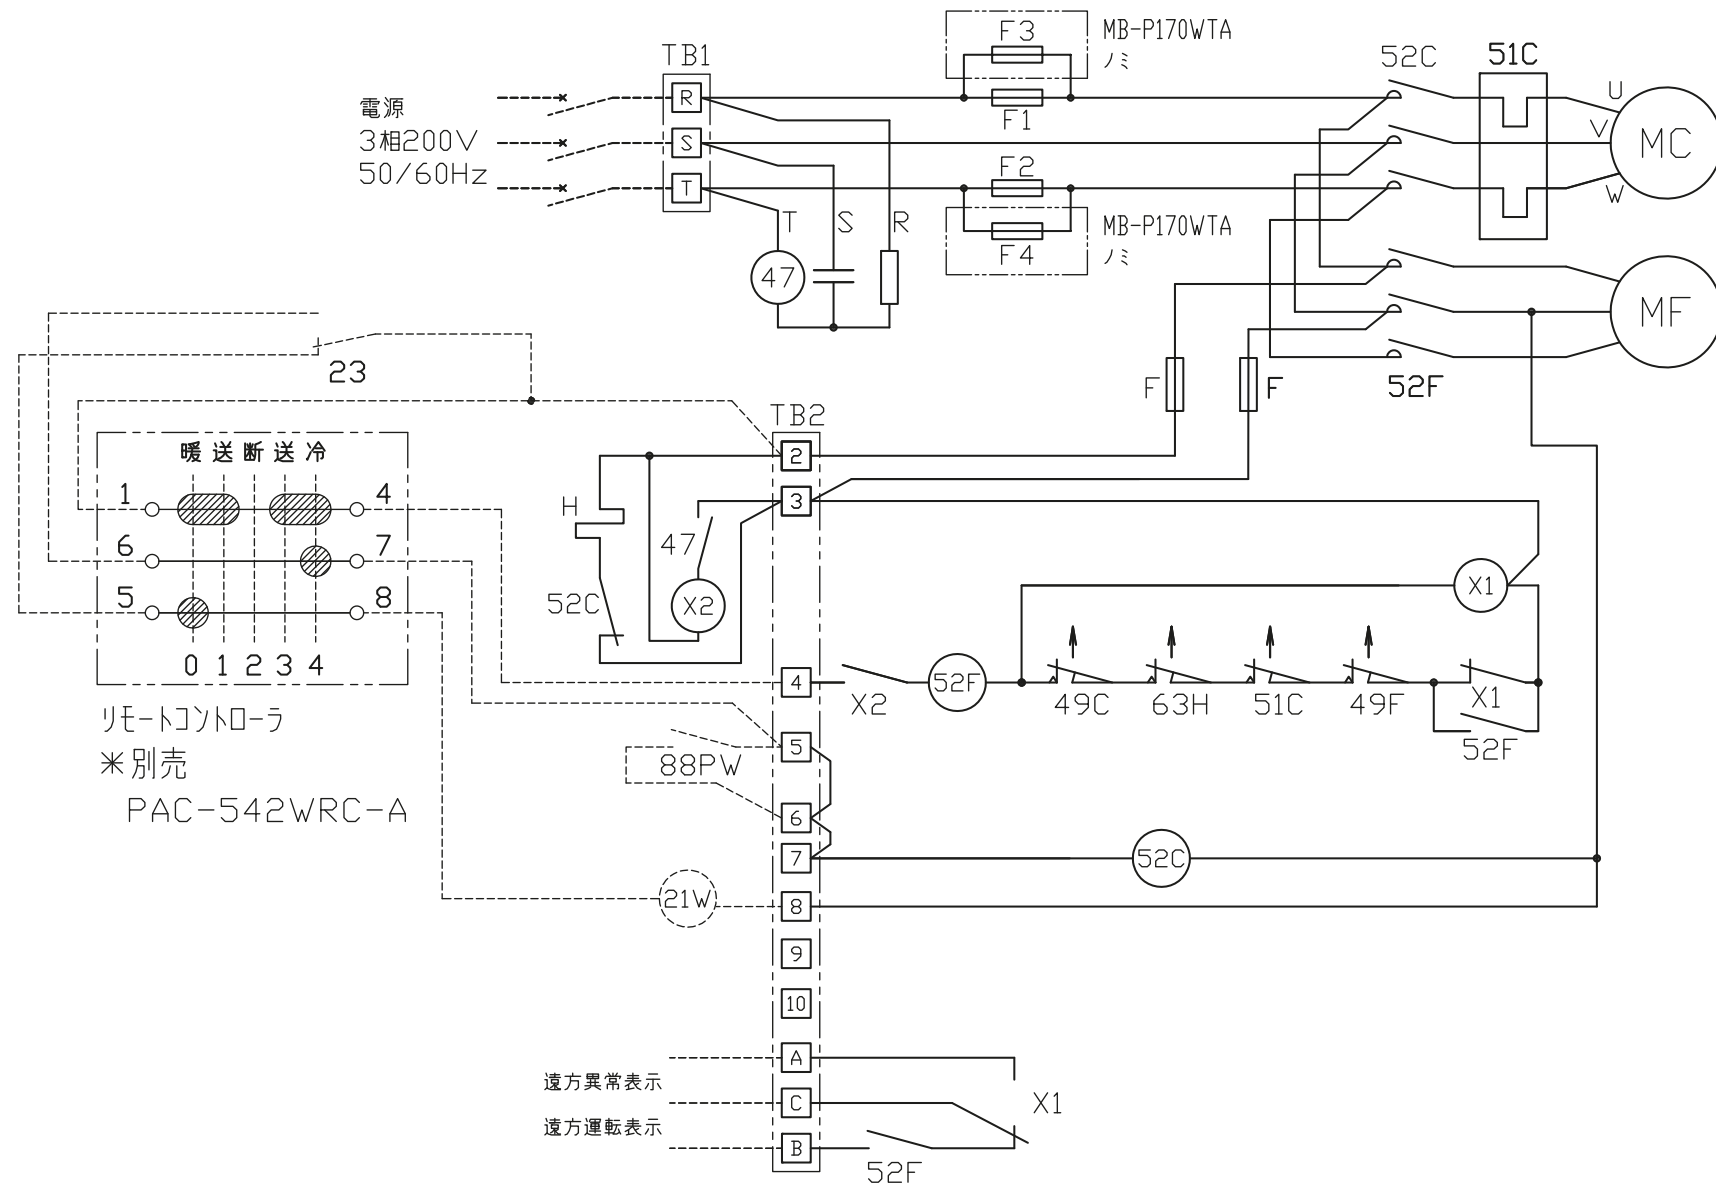 F3
MB-P170WTA
ノミ
TB1
52C
51C
電源
3相200V
50/60Hz
R
F1
U
S
V
MC
F2
T
W
T
S
R
F4
MB-P170WTA
ノミ
47
MF
23
F
F
52F
TB2
暖 送 断 送 冷
2
1
4
3
H
6
7
47
5
8
52C
X2
X1
0 1 2 3 4
4
X2
52F
49C
63H
51C
49F
X1
52F
リモートコントローラ
※別売
PAC-542WRC-A
5
88PW
6
7
52C
21W
8
9
10
A
遠方異常表示
C
X1
遠方運転表示
B
52F